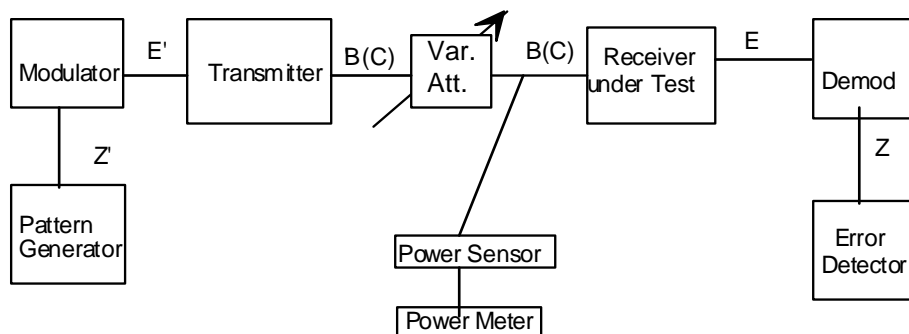 Modulator
E'
Transmitter
B(C)
Var.
Att.
B(C)
Receiver
under Test
E
Demod
Z'
Z
Pattern
Generator
Power Sensor
Error
Detector
Power Meter